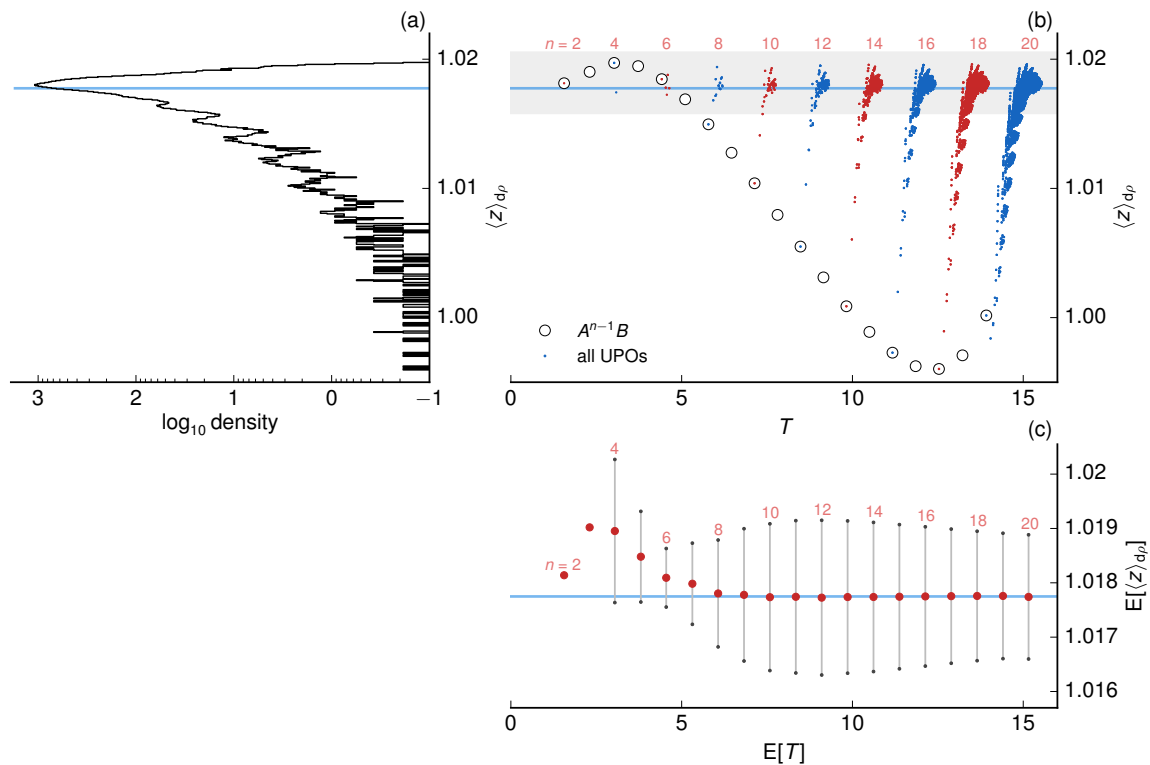 (a)
1.02
1.01
1.00
⟨z⟩dρ
3 2 1 0 −1
log10 density
(b)
n = 2 4 6 8 10 12 14 16 18 20
1.02
1.01
1.00
⟨z⟩dρ
Aⁿ⁻¹B
all UPOs
0 5 10 15
T
(c)
4
1.02
6 8 10 12 14 16 18 20
1.019
n = 2
1.018
1.017
1.016
E[⟨z⟩dρ]
0 5 10 15
E[T]